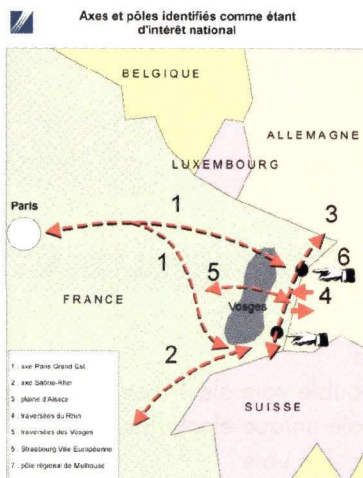 Axes et pôles identifiés comme étant
d'intérêt national
BELGIQUE
ALLEMAGNE
LUXEMBOURG
Paris
1
3
1
6
5
4
Vosges
FRANCE
2
SUISSE
1 : axe Paris Grand Est
2 : axe Saône-Rhin
3 : plaine d'Alsace
4 : traversées du Rhin
5 : traversées des Vosges
6 : Strasbourg Ville Européenne
7 : pôle régional de Mulhouse